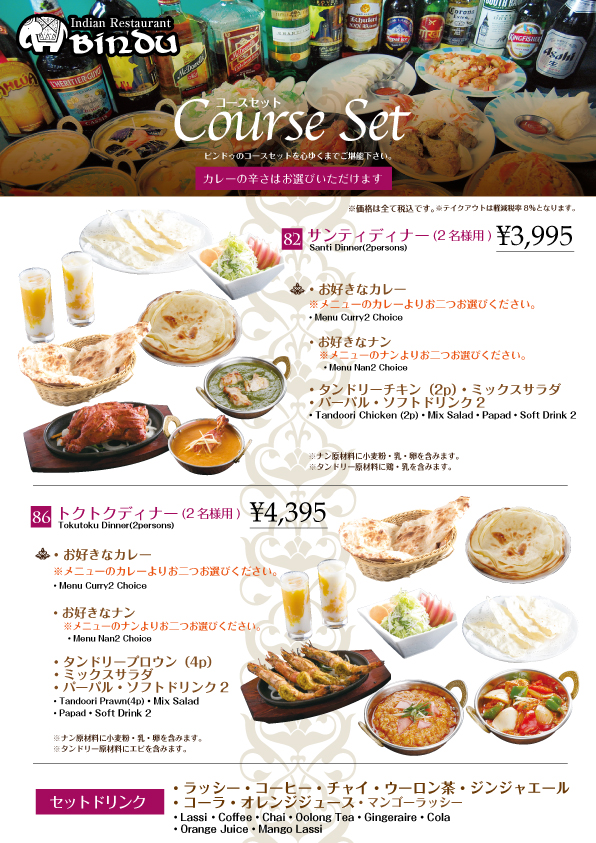 Indian Restaurant
BINDU
コースセット
Course Set
ビンドゥのコースセットを心ゆくまでご堪能下さい。
カレーの辛さはお選びいただけます
※価格は全て税込です。※テイクアウトは軽減税率8%となります。
82 サンティディナー(2名様用) ¥3,995
Santi Dinner(2persons)
・お好きなカレー
※メニューのカレーよりお二つお選びください。
・Menu Curry2 Choice
・お好きなナン
※メニューのナンよりお二つお選びください。
・Menu Nan2 Choice
・タンドリーチキン (2p)・ミックスサラダ
・パーパル・ソフトドリンク2
・Tandoori Chicken (2p)・Mix Salad・Papad・Soft Drink 2
※ナン原材料に小麦粉・乳・卵を含みます。
※タンドリー原材料に鶏・乳を含みます。
86 トクトクディナー(2名様用) ¥4,395
Tokutoku Dinner(2persons)
・お好きなカレー
※メニューのカレーよりお二つお選びください。
・Menu Curry2 Choice
・お好きなナン
※メニューのナンよりお二つお選びください。
・Menu Nan2 Choice
・タンドリープロウン (4p)
・ミックスサラダ
・パーパル・ソフトドリンク2
・Tandoori Prawn(4p)・Mix Salad
・Papad・Soft Drink 2
※ナン原材料に小麦粉・乳・卵を含みます。
※タンドリー原材料にエビを含みます。
セットドリンク
・ラッシー・コーヒー・チャイ・ウーロン茶・ジンジャエール
・コーラ・オレンジジュース・マンゴーラッシー
・Lassi・Coffee・Chai・Oolong Tea・Gingeraire・Cola
・Orange Juice・Mango Lassi